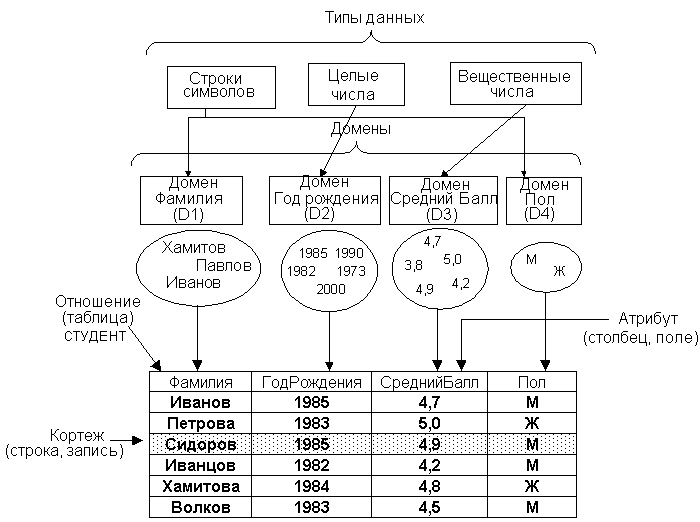 Типы данных
Строки
символов
Целые
числа
Вещественные
числа
Домены
Домен
Фамилия
(D1)
Домен
Год рождения
(D2)
Домен
Средний Балл
(D3)
Домен
Пол
(D4)
Хамитов
Павлов
Иванов
1985 1990
1982 1973
2000
4,7
3,8 5,0
4,9 4,2
М
Ж
Отношение
(таблица)
СТУДЕНТ
Атрибут
(столбец, поле)
Кортеж
(строка, запись)
Фамилия ГодРождения СреднийБалл Пол
Иванов 1985 4,7 М
Петрова 1983 5,0 Ж
Сидоров 1985 4,9 М
Иванцов 1982 4,2 М
Хамитова 1984 4,8 Ж
Волков 1983 4,5 М